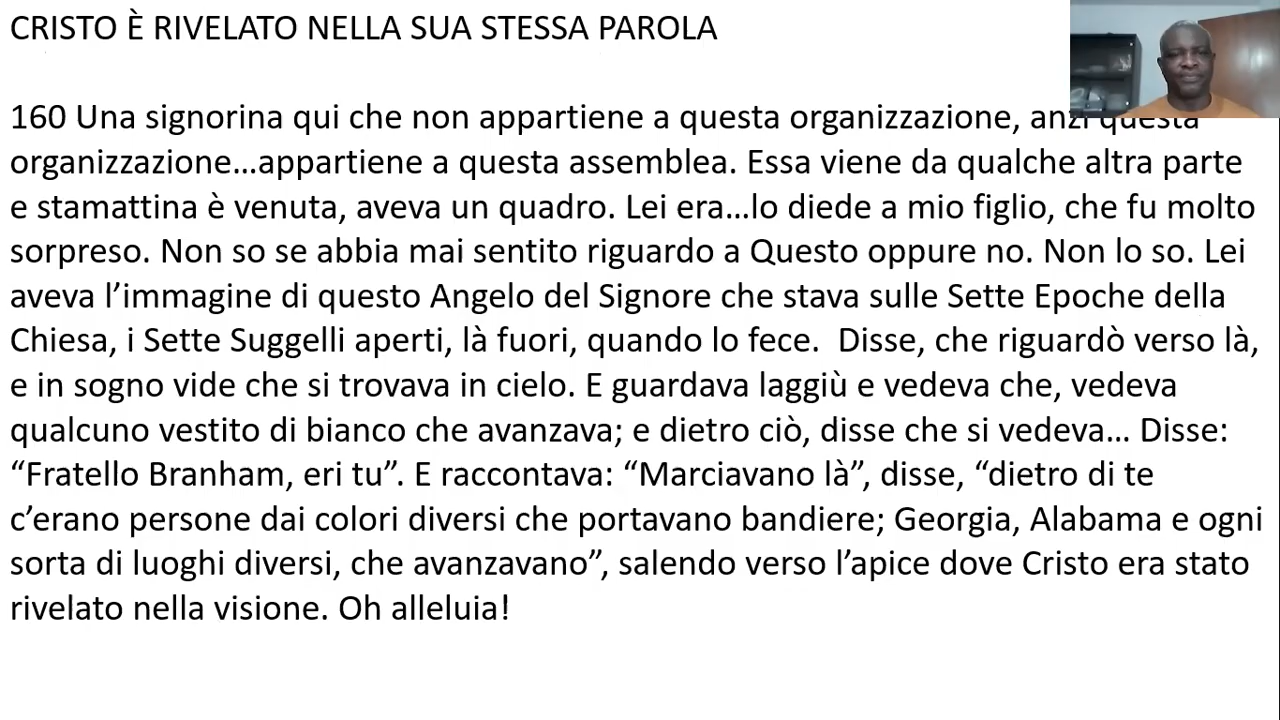 CRISTO È RIVELATO NELLA SUA STESSA PAROLA
160 Una signorina qui che non appartiene a questa organizzazione, anzi questa
organizzazione…appartiene a questa assemblea. Essa viene da qualche altra parte
e stamattina è venuta, aveva un quadro. Lei era…lo diede a mio figlio, che fu molto
sorpreso. Non so se abbia mai sentito riguardo a Questo oppure no. Non lo so. Lei
aveva l’immagine di questo Angelo del Signore che stava sulle Sette Epoche della
Chiesa, i Sette Suggelli aperti, là fuori, quando lo fece.  Disse, che riguardò verso là,
e in sogno vide che si trovava in cielo. E guardava laggiù e vedeva che, vedeva
qualcuno vestito di bianco che avanzava; e dietro ciò, disse che si vedeva… Disse:
“Fratello Branham, eri tu”. E raccontava: “Marciavano là”, disse, “dietro di te
c’erano persone dai colori diversi che portavano bandiere; Georgia, Alabama e ogni
sorta di luoghi diversi, che avanzavano”, salendo verso l’apice dove Cristo era stato
rivelato nella visione. Oh alleluia!